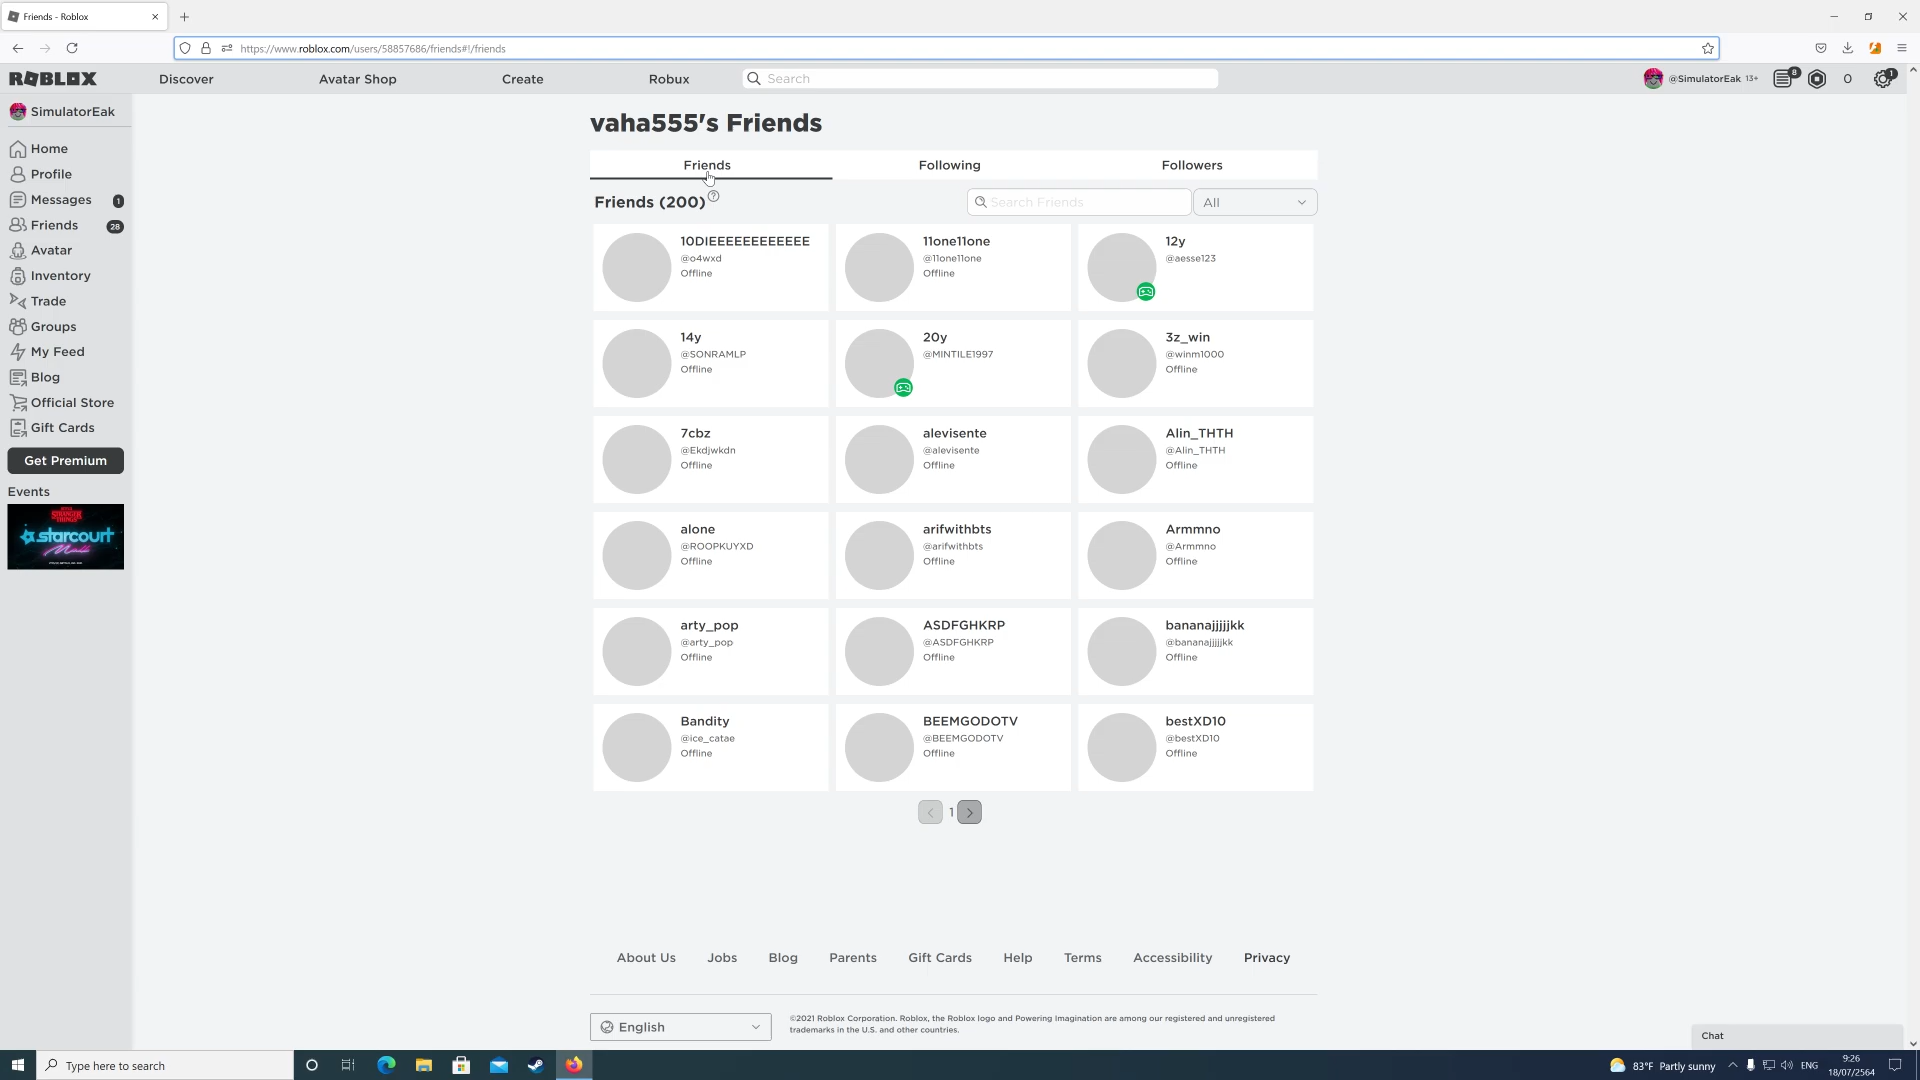 Friends - Roblox
https://www.roblox.com/users/58857686/friends#!/friends
ROBLOX
Discover
Avatar Shop
Create
Robux
Search
@SimulatorEak 13+
8
0
1
SimulatorEak
Home
Profile
Messages 1
Friends 28
Avatar
Inventory
Trade
Groups
My Feed
Blog
Official Store
Gift Cards
Get Premium
Events
STRANGER THINGS
starcourt
vaha555's Friends
Friends
Following
Followers
Friends (200)
Search Friends
All
10DIEEEEEEEEEEEE
@o4wxd
Offline
11one11one
@11one11one
Offline
12y
@aesse123
14y
@SONRAMLP
Offline
20y
@MINTILE1997
3z_win
@winm1000
Offline
7cbz
@Ekdjwkdn
Offline
alevisente
@alevisente
Offline
Alin_THTH
@Alin_THTH
Offline
alone
@ROOPKUYXD
Offline
arifwithbts
@arifwithbts
Offline
Armmno
@Armmno
Offline
arty_pop
@arty_pop
Offline
ASDFGHKRP
@ASDFGHKRP
Offline
bananajjjjjkk
@bananajjjjjkk
Offline
Bandity
@ice_catae
Offline
BEEMGODOTV
@BEEMGODOTV
Offline
bestXD10
@bestXD10
Offline
1
About Us
Jobs
Blog
Parents
Gift Cards
Help
Terms
Accessibility
Privacy
English
©2021 Roblox Corporation. Roblox, the Roblox logo and Powering Imagination are among our registered and unregistered
trademarks in the U.S. and other countries.
Chat
Type here to search
83°F Partly sunny
ENG
9:26
18/07/2564